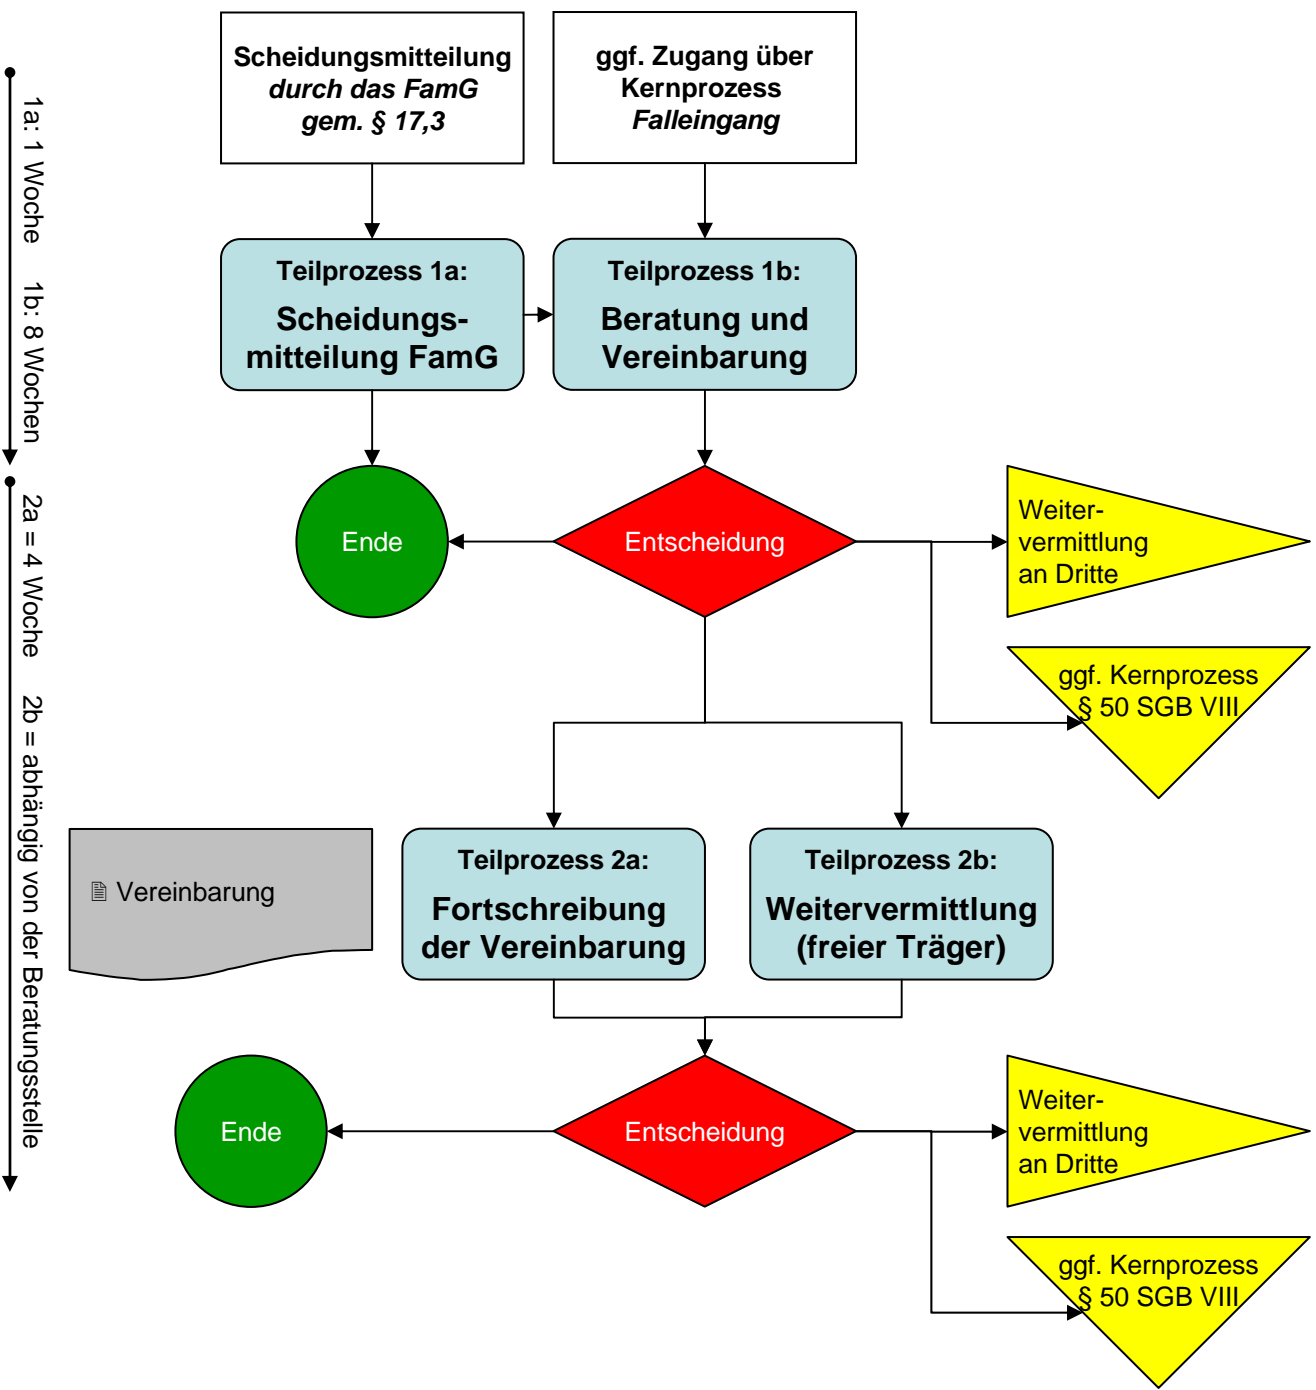 Scheidungsmitteilung
durch das FamG
gem. § 17,3
ggf. Zugang über
Kernprozess
Falleingang
1a: 1 Woche 1b: 8 Wochen
Teilprozess 1a:
Scheidungs-
mitteilung FamG
Teilprozess 1b:
Beratung und
Vereinbarung
Ende
Entscheidung
Weiter-
vermittlung
an Dritte
ggf. Kernprozess
§ 50 SGB VIII
2a = 4 Woche 2b = abhängig von der Beratungsstelle
Vereinbarung
Teilprozess 2a:
Fortschreibung
der Vereinbarung
Teilprozess 2b:
Weitervermittlung
(freier Träger)
Ende
Entscheidung
Weiter-
vermittlung
an Dritte
ggf. Kernprozess
§ 50 SGB VIII